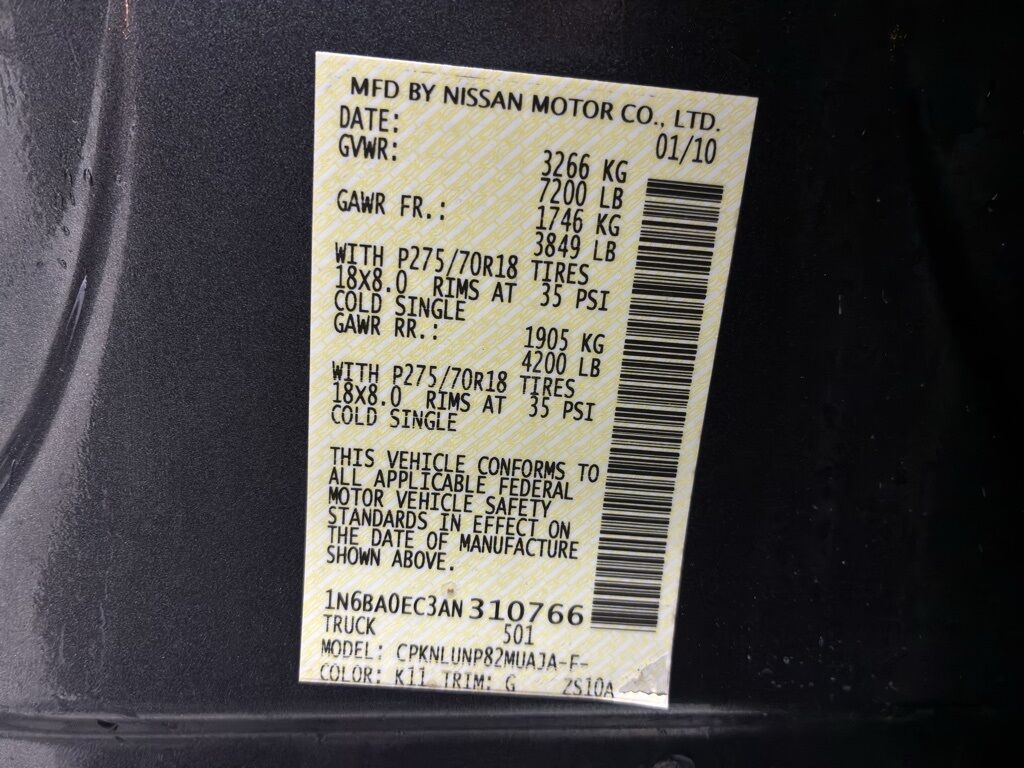 MFD BY NISSAN MOTOR CO., LTD.
DATE: 01/10
GVWR: 3266 KG
7200 LB
GAWR FR.: 1746 KG
3849 LB
WITH P275/70R18 TIRES
18X8.0 RIMS AT 35 PSI
COLD SINGLE
GAWR RR.: 1905 KG
4200 LB
WITH P275/70R18 TIRES
18X8.0 RIMS AT 35 PSI
COLD SINGLE
THIS VEHICLE CONFORMS TO
ALL APPLICABLE FEDERAL
MOTOR VEHICLE SAFETY
STANDARDS IN EFFECT ON
THE DATE OF MANUFACTURE
SHOWN ABOVE.
1N6BA0EC3AN310766
TRUCK 501
MODEL: CPKNLUNP82MUAJA-F-
COLOR: K11 TRIM: G ZS10A